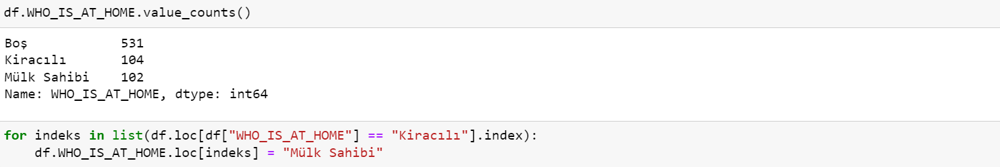 df.WHO_IS_AT_HOME.value_counts()
Boş            531
Kiracılı       104
Mülk Sahibi    102
Name: WHO_IS_AT_HOME, dtype: int64
for indeks in list(df.loc[df["WHO_IS_AT_HOME"] == "Kiracılı"].index):
    df.WHO_IS_AT_HOME.loc[indeks] = "Mülk Sahibi"